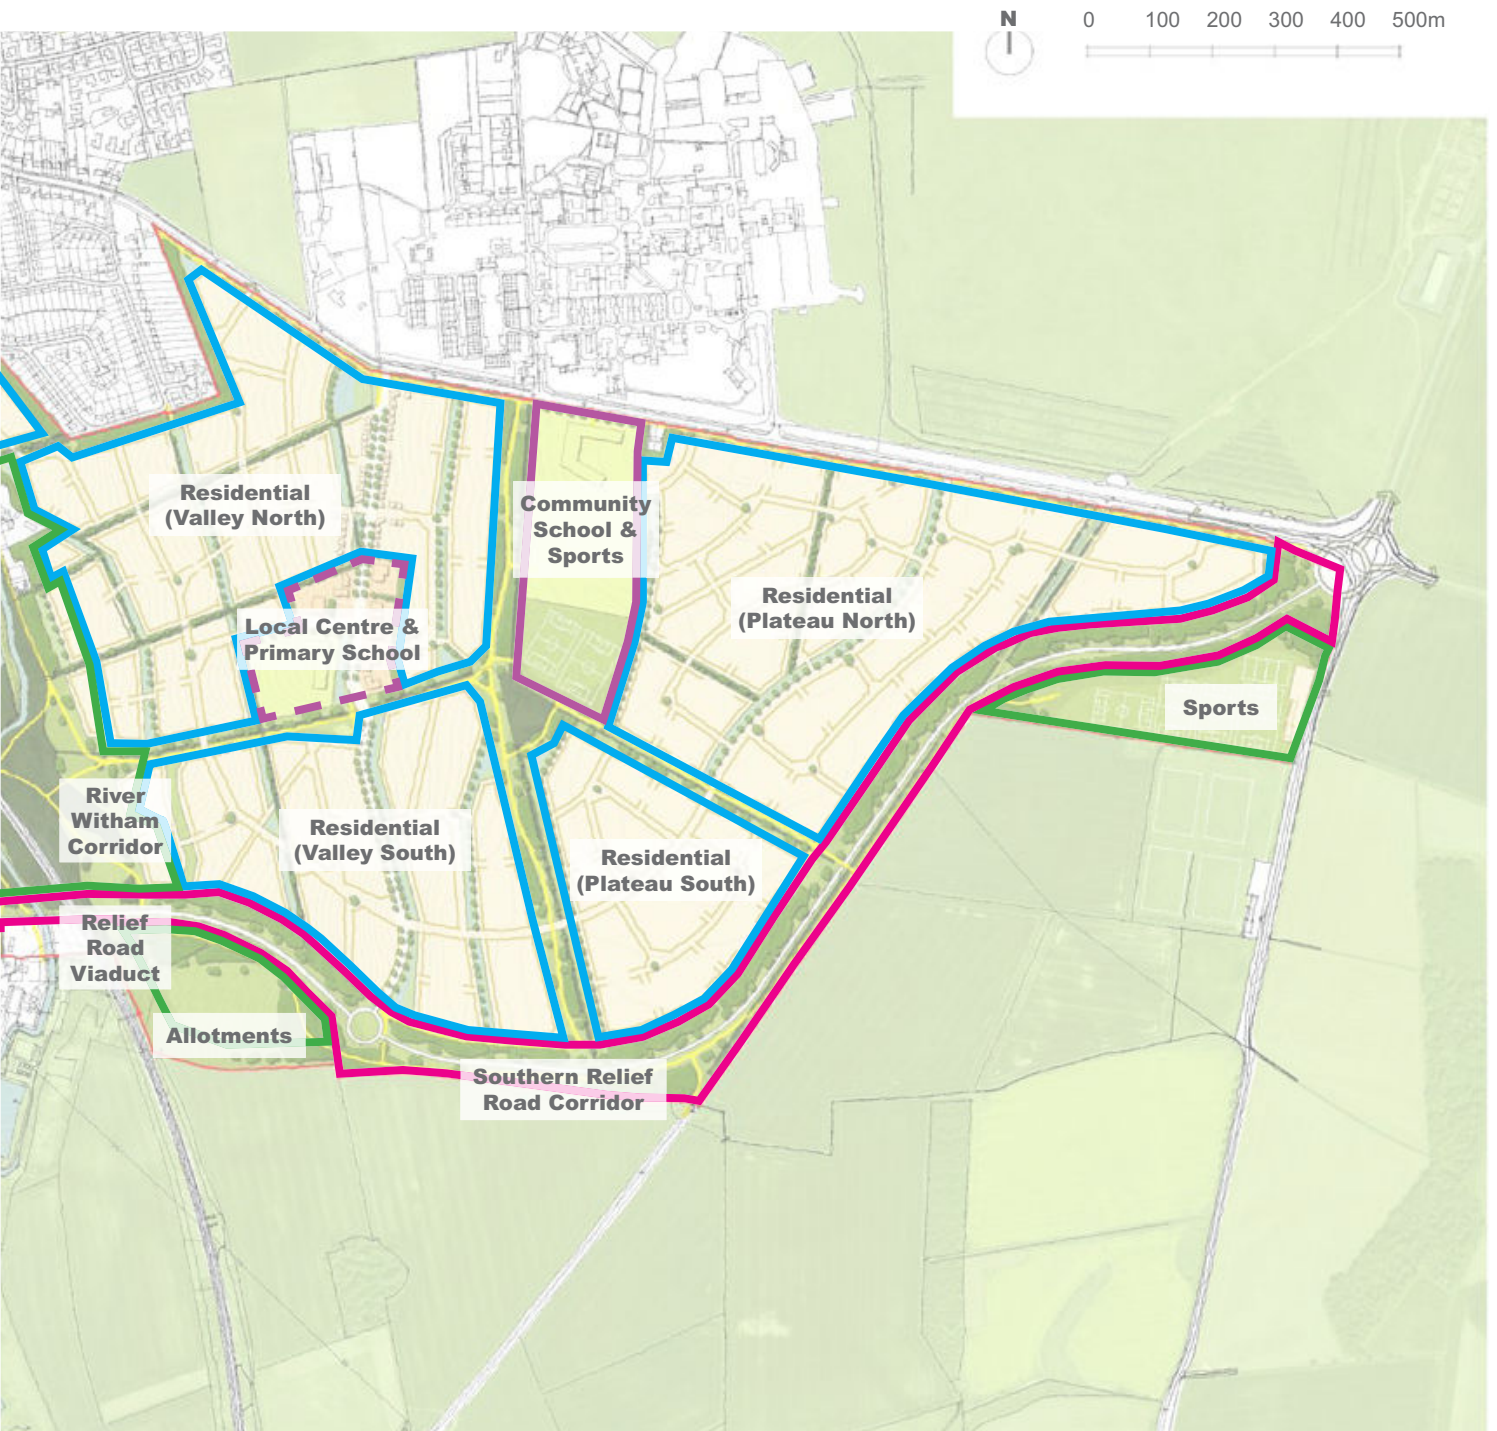 N
0 100 200 300 400 500m
Residential
(Valley North)
Community
School &
Sports
Residential
(Plateau North)
Local Centre &
Primary School
Sports
River
Witham
Corridor
Residential
(Valley South)
Residential
(Plateau South)
Relief
Road
Viaduct
Allotments
Southern Relief
Road Corridor